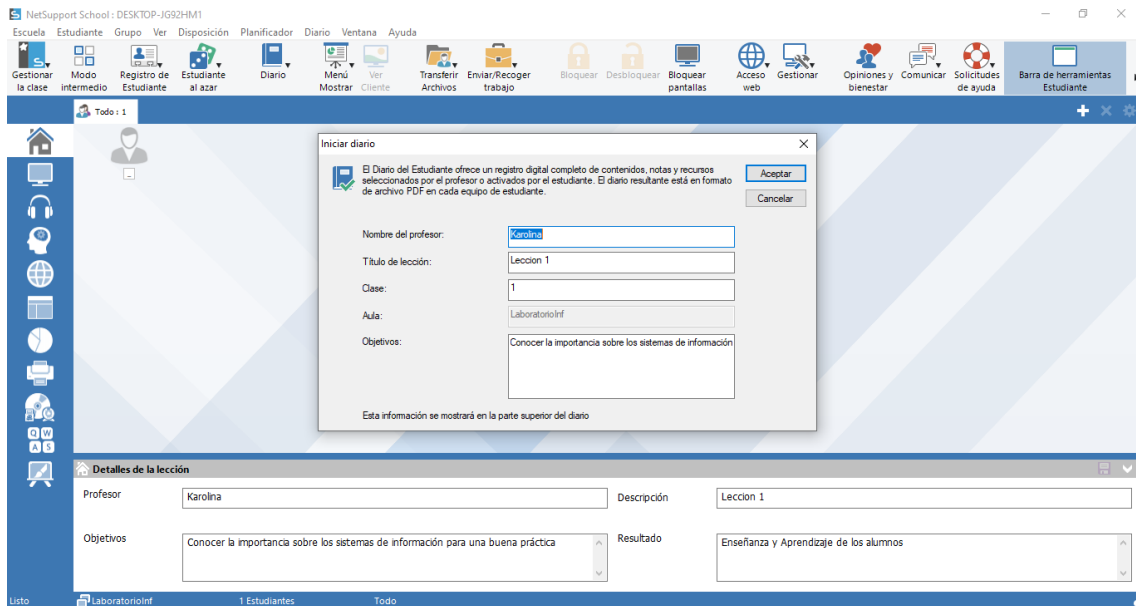 NetSupport School : DESKTOP-JG92HM1
Escuela Estudiante Grupo Ver Disposición Planificador Diario Ventana Ayuda
Gestionar la clase
Modo intermedio
Registro de Estudiante
Estudiante al azar
Diario
Menú Mostrar
Ver Cliente
Transferir Archivos
Enviar/Recoger trabajo
Bloquear
Desbloquear
Bloquear pantallas
Acceso web
Gestionar
Opiniones y bienestar
Comunicar
Solicitudes de ayuda
Barra de herramientas Estudiante
Todo : 1
Iniciar diario
El Diario del Estudiante ofrece un registro digital completo de contenidos, notas y recursos
seleccionados por el profesor o activados por el estudiante. El diario resultante está en formato
de archivo PDF en cada equipo de estudiante.
Aceptar
Cancelar
Nombre del profesor: Karolina
Título de lección: Leccion 1
Clase: 1
Aula: LaboratorioInf
Objetivos: Conocer la importancia sobre los sistemas de información
Esta información se mostrará en la parte superior del diario
Q W
A S
Detalles de la lección
Profesor Karolina Descripción Leccion 1
Objetivos Conocer la importancia sobre los sistemas de información para una buena práctica Resultado Enseñanza y Aprendizaje de los alumnos
Listo LaboratorioInf 1 Estudiantes Todo